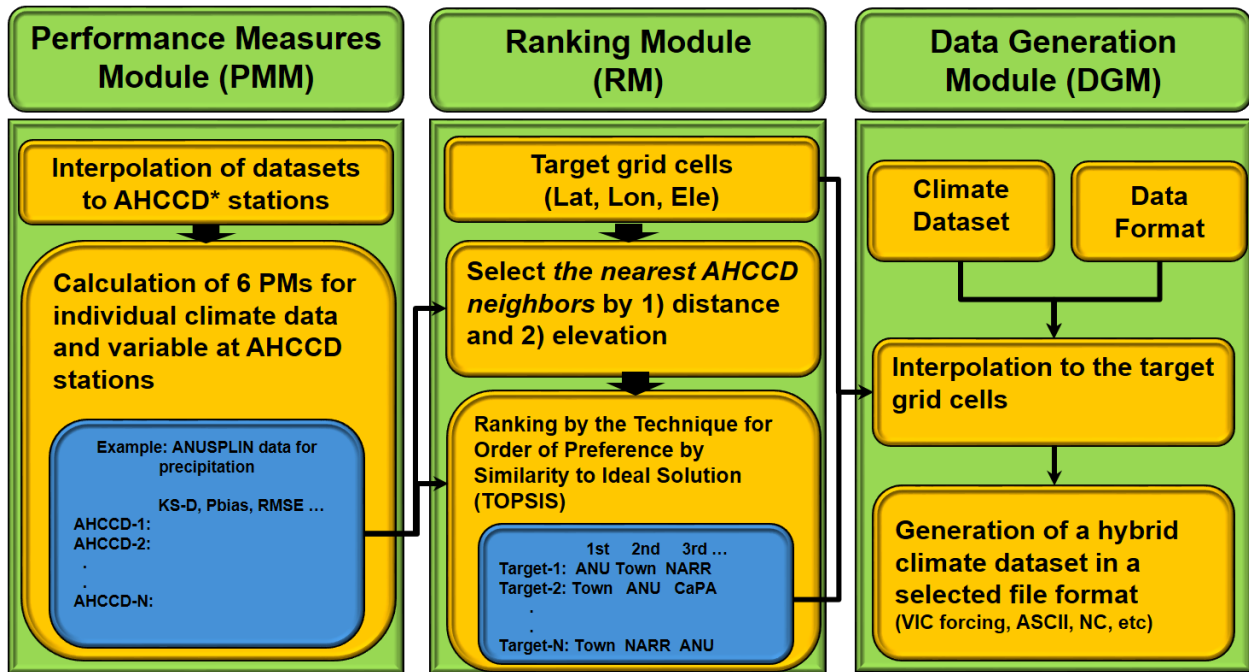 Performance Measures
Module (PMM)
Interpolation of datasets
to AHCCD* stations
Calculation of 6 PMs for
individual climate data
and variable at AHCCD
stations
Example: ANUSPLIN data for
precipitation
KS-D, Pbias, RMSE ...
AHCCD-1:
AHCCD-2:
.
.
AHCCD-N:
Ranking Module
(RM)
Target grid cells
(Lat, Lon, Ele)
Select the nearest AHCCD
neighbors by 1) distance
and 2) elevation
Ranking by the Technique for
Order of Preference by
Similarity to Ideal Solution
(TOPSIS)
1st 2nd 3rd ...
Target-1: ANU Town NARR
Target-2: Town ANU CaPA
.
.
Target-N: Town NARR ANU
Data Generation
Module (DGM)
Climate
Dataset
Data
Format
Interpolation to the target
grid cells
Generation of a hybrid
climate dataset in a
selected file format
(VIC forcing, ASCII, NC, etc)